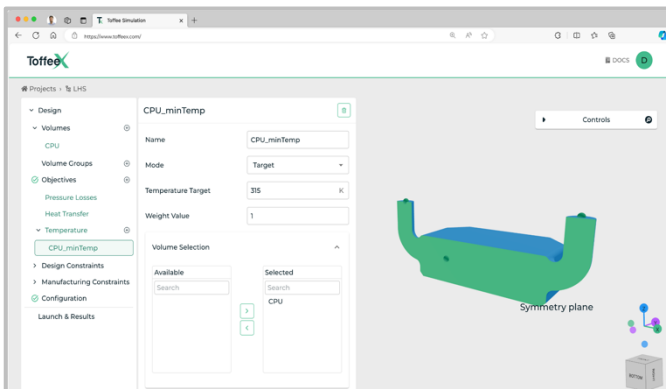 Toffee Simulation
https://www.toffeex.com/
ToffeeX
DOCS
D
Projects › LHS
Design
Volumes
CPU
Volume Groups
Objectives
Pressure Losses
Heat Transfer
Temperature
CPU_minTemp
Design Constraints
Manufacturing Constraints
Configuration
Launch & Results
CPU_minTemp
Name
CPU_minTemp
Mode
Target
Temperature Target
315
K
Weight Value
1
Volume Selection
Available
Search
Selected
Search
CPU
Controls
Symmetry plane
BOTTOM